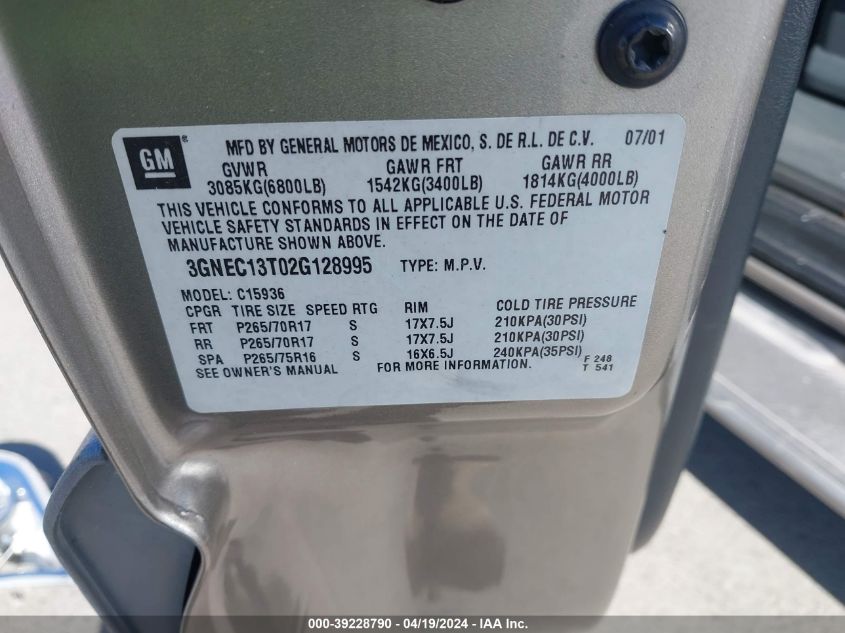 GM®
MFD BY GENERAL MOTORS DE MEXICO, S. DE R.L. DE C.V. 07/01
GVWR GAWR FRT GAWR RR
3085KG(6800LB) 1542KG(3400LB) 1814KG(4000LB)
THIS VEHICLE CONFORMS TO ALL APPLICABLE U.S. FEDERAL MOTOR
VEHICLE SAFETY STANDARDS IN EFFECT ON THE DATE OF
MANUFACTURE SHOWN ABOVE.
3GNEC13T02G128995 TYPE: M.P.V.
MODEL: C15936
CPGR TIRE SIZE SPEED RTG RIM COLD TIRE PRESSURE
FRT P265/70R17 S 17X7.5J 210KPA(30PSI)
RR P265/70R17 S 17X7.5J 210KPA(30PSI)
SPA P265/75R16 S 16X6.5J 240KPA(35PSI)
SEE OWNER'S MANUAL FOR MORE INFORMATION.
F 248
T 541
000-39228790 - 04/19/2024 - IAA Inc.